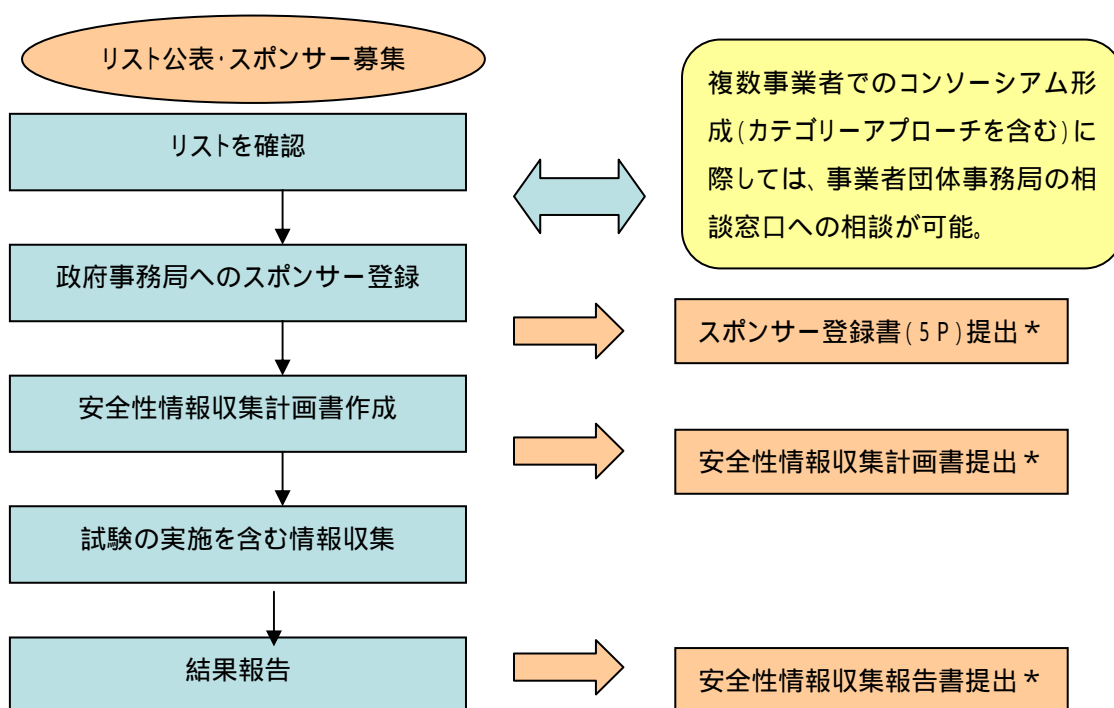 リスト公表・スポンサー募集
リストを確認
複数事業者でのコンソーシアム形
成(カテゴリーアプローチを含む)に
際しては、事業者団体事務局の相
談窓口への相談が可能。
政府事務局へのスポンサー登録
スポンサー登録書(5P)提出*
安全性情報収集計画書作成
安全性情報収集計画書提出*
試験の実施を含む情報収集
結果報告
安全性情報収集報告書提出*